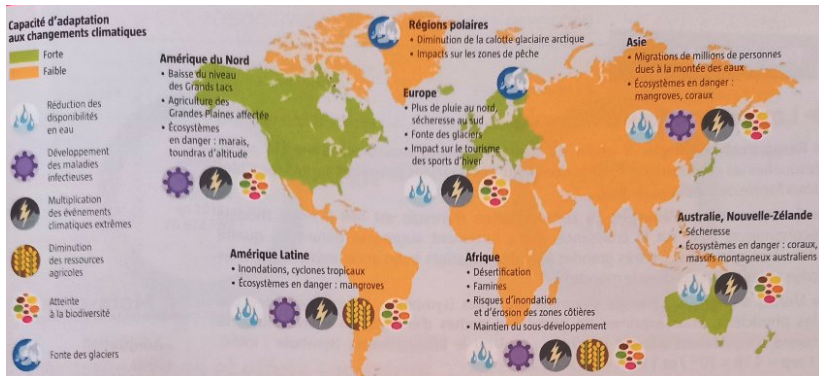 Capacité d'adaptation
aux changements climatiques
Forte
Faible
Réduction des
disponibilités
en eau
Développement
des maladies
infectieuses
Multiplication
des événements
climatiques extrêmes
Diminution
des ressources
agricoles
Atteinte
à la biodiversité
Fonte des glaciers
Amérique du Nord
• Baisse du niveau
des Grands Lacs
• Agriculture des
Grandes Plaines affectée
• Écosystèmes
en danger : marais,
toundras d'altitude
Régions polaires
• Diminution de la calotte glaciaire arctique
• Impacts sur les zones de pêche
Europe
• Plus de pluie au nord,
sécheresse au sud
• Fonte des glaciers
• Impact sur le tourisme
des sports d'hiver
Asie
• Migrations de millions de personnes
dues à la montée des eaux
• Écosystèmes en danger :
mangroves, coraux
Amérique Latine
• Inondations, cyclones tropicaux
• Écosystèmes en danger : mangroves
Afrique
• Désertification
• Famines
• Risques d'inondation
et d'érosion des zones côtières
• Maintien du sous-développement
Australie, Nouvelle-Zélande
• Sécheresse
• Écosystèmes en danger : coraux,
massifs montagneux australiens